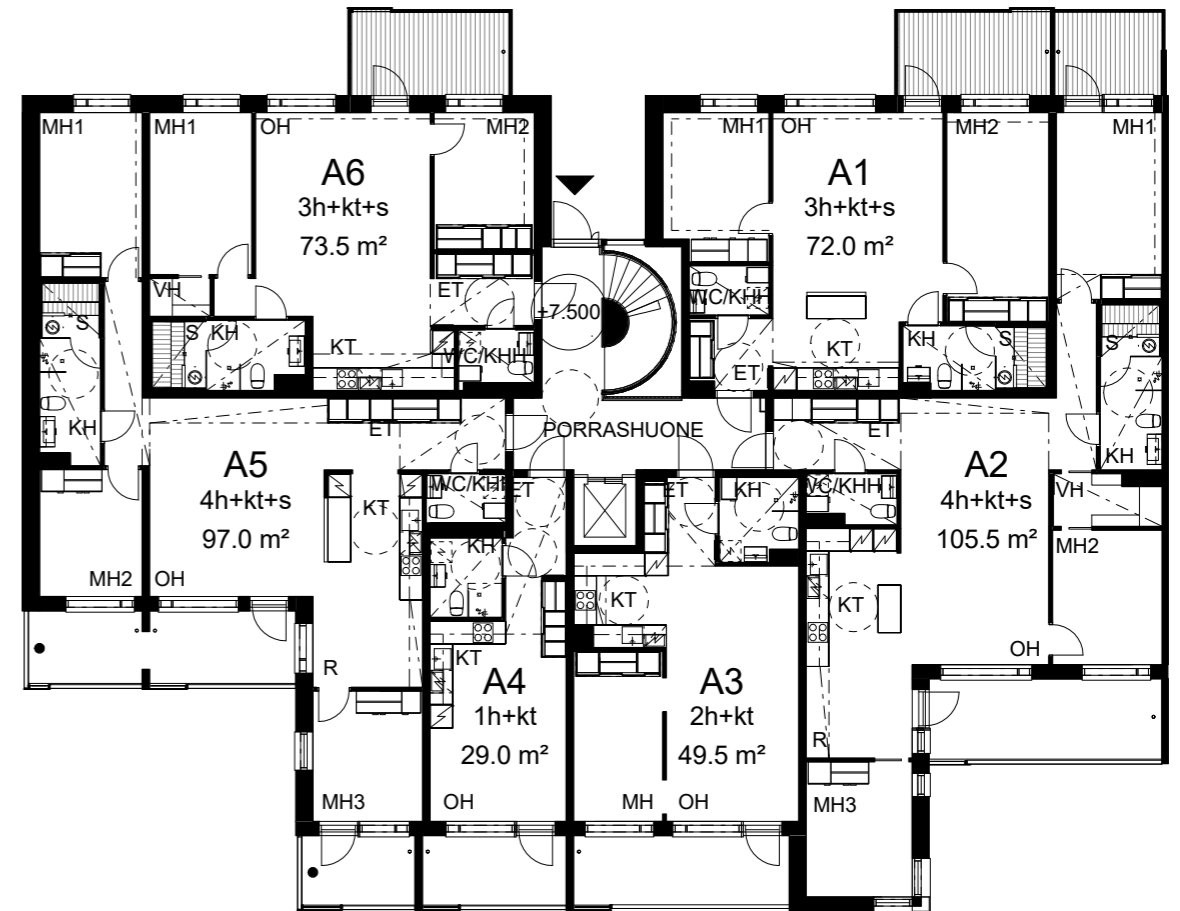 MH1 MH1 OH MH2 MH1 OH MH2 MH1
A6
3h+kt+s
73.5 m²
A1
3h+kt+s
72.0 m²
VH ET WC/KHH
+7.500
S S KH KT WC/KHH KT KH S S
ET
KH ET PORRASHUONE ET KH
A5
4h+kt+s
97.0 m²
A2
4h+kt+s
105.5 m²
WC/KHH ET ET KH WC/KHH VH
KT
KH
MH2 OH KT KT MH2
KT OH
R
A4
1h+kt
29.0 m²
A3
2h+kt
49.5 m²
R
MH3 OH MH OH MH3